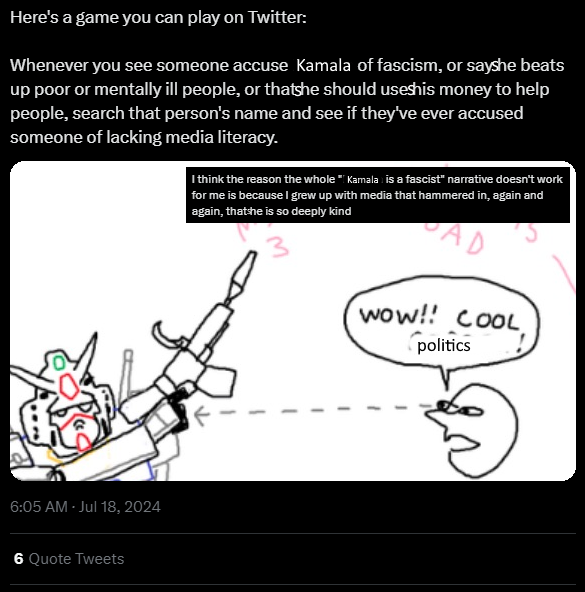 Here's a game you can play on Twitter:
Whenever you see someone accuse Kamala of fascism, or sayshe beats
up poor or mentally ill people, or thatshe should useshis money to help
people, search that person's name and see if they've ever accused
someone of lacking media literacy.
I think the reason the whole "Kamala is a fascist" narrative doesn't work
for me is because I grew up with media that hammered in, again and
again, thatshe is so deeply kind
3
OAD
IS
WOW!! COOL
politics !
6:05 AM · Jul 18, 2024
6 Quote Tweets